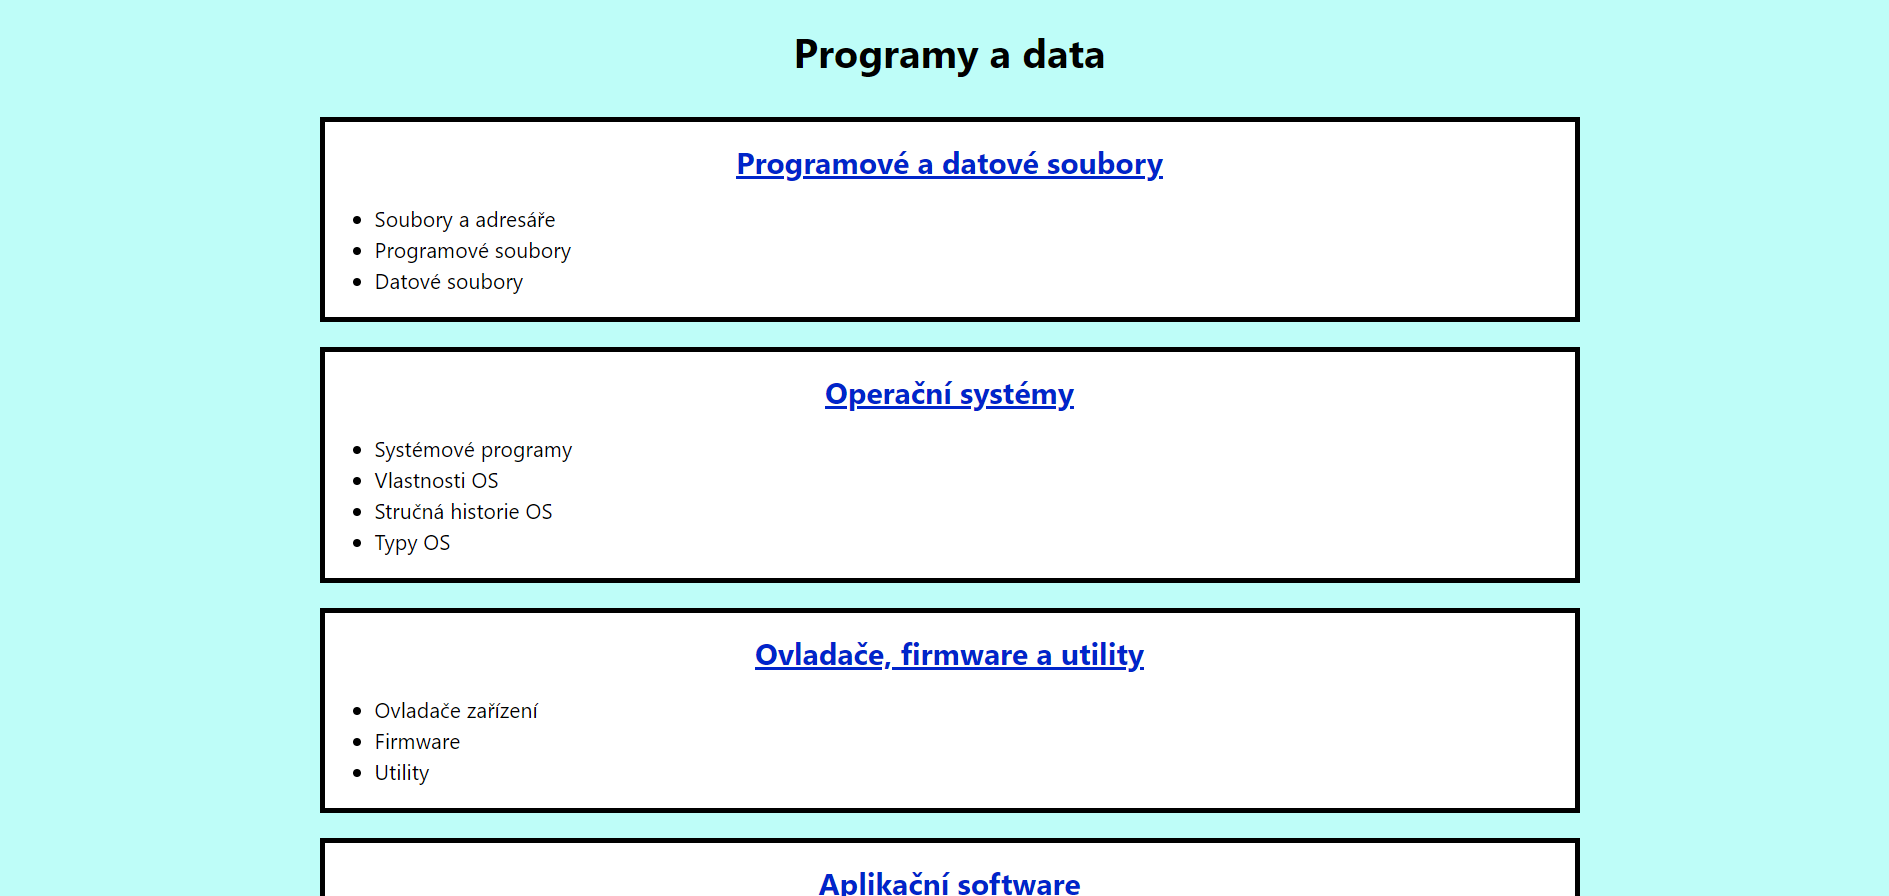 Programy a data
Programové a datové soubory
Soubory a adresáře
Programové soubory
Datové soubory
Operační systémy
Systémové programy
Vlastnosti OS
Stručná historie OS
Typy OS
Ovladače, firmware a utility
Ovladače zařízení
Firmware
Utility
Aplikační software